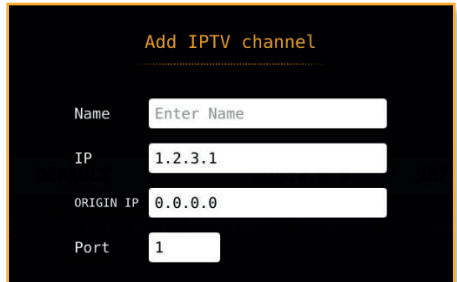 Add IPTV channel
Name Enter Name
IP 1.2.3.1
ORIGIN IP 0.0.0.0
Port 1